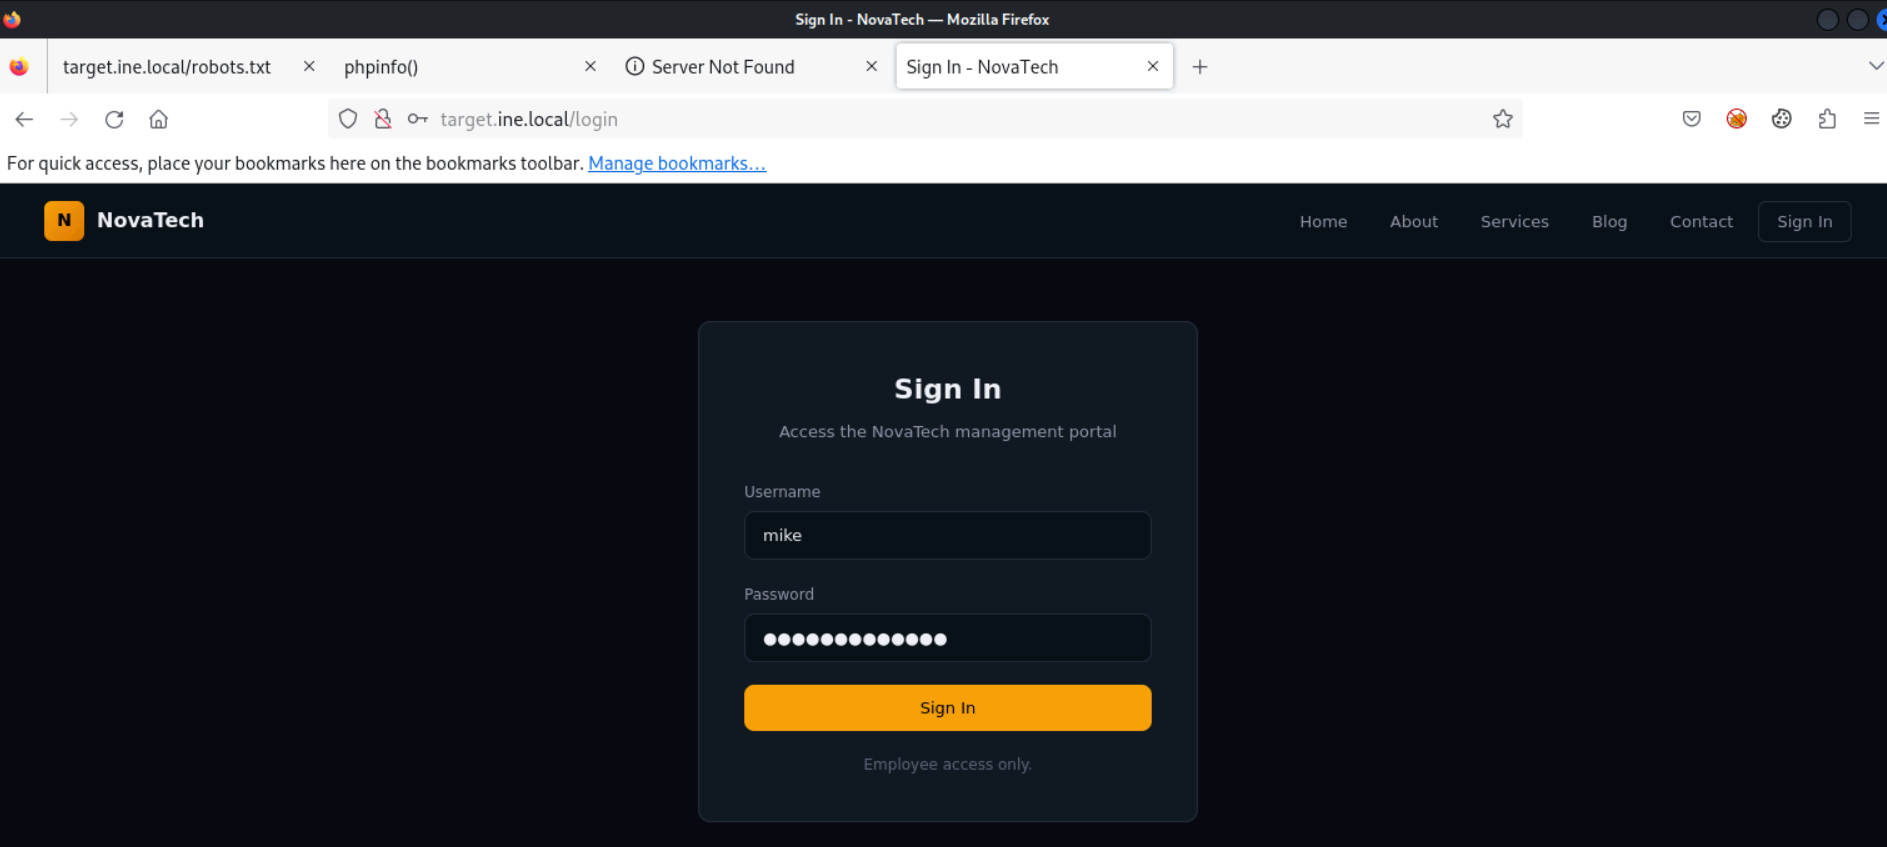 Sign In - NovaTech — Mozilla Firefox
target.ine.local/robots.txt
phpinfo()
Server Not Found
Sign In - NovaTech
target.ine.local/login
For quick access, place your bookmarks here on the bookmarks toolbar. Manage bookmarks...
N NovaTech
Home About Services Blog Contact Sign In
Sign In
Access the NovaTech management portal
Username
mike
Password
Sign In
Employee access only.